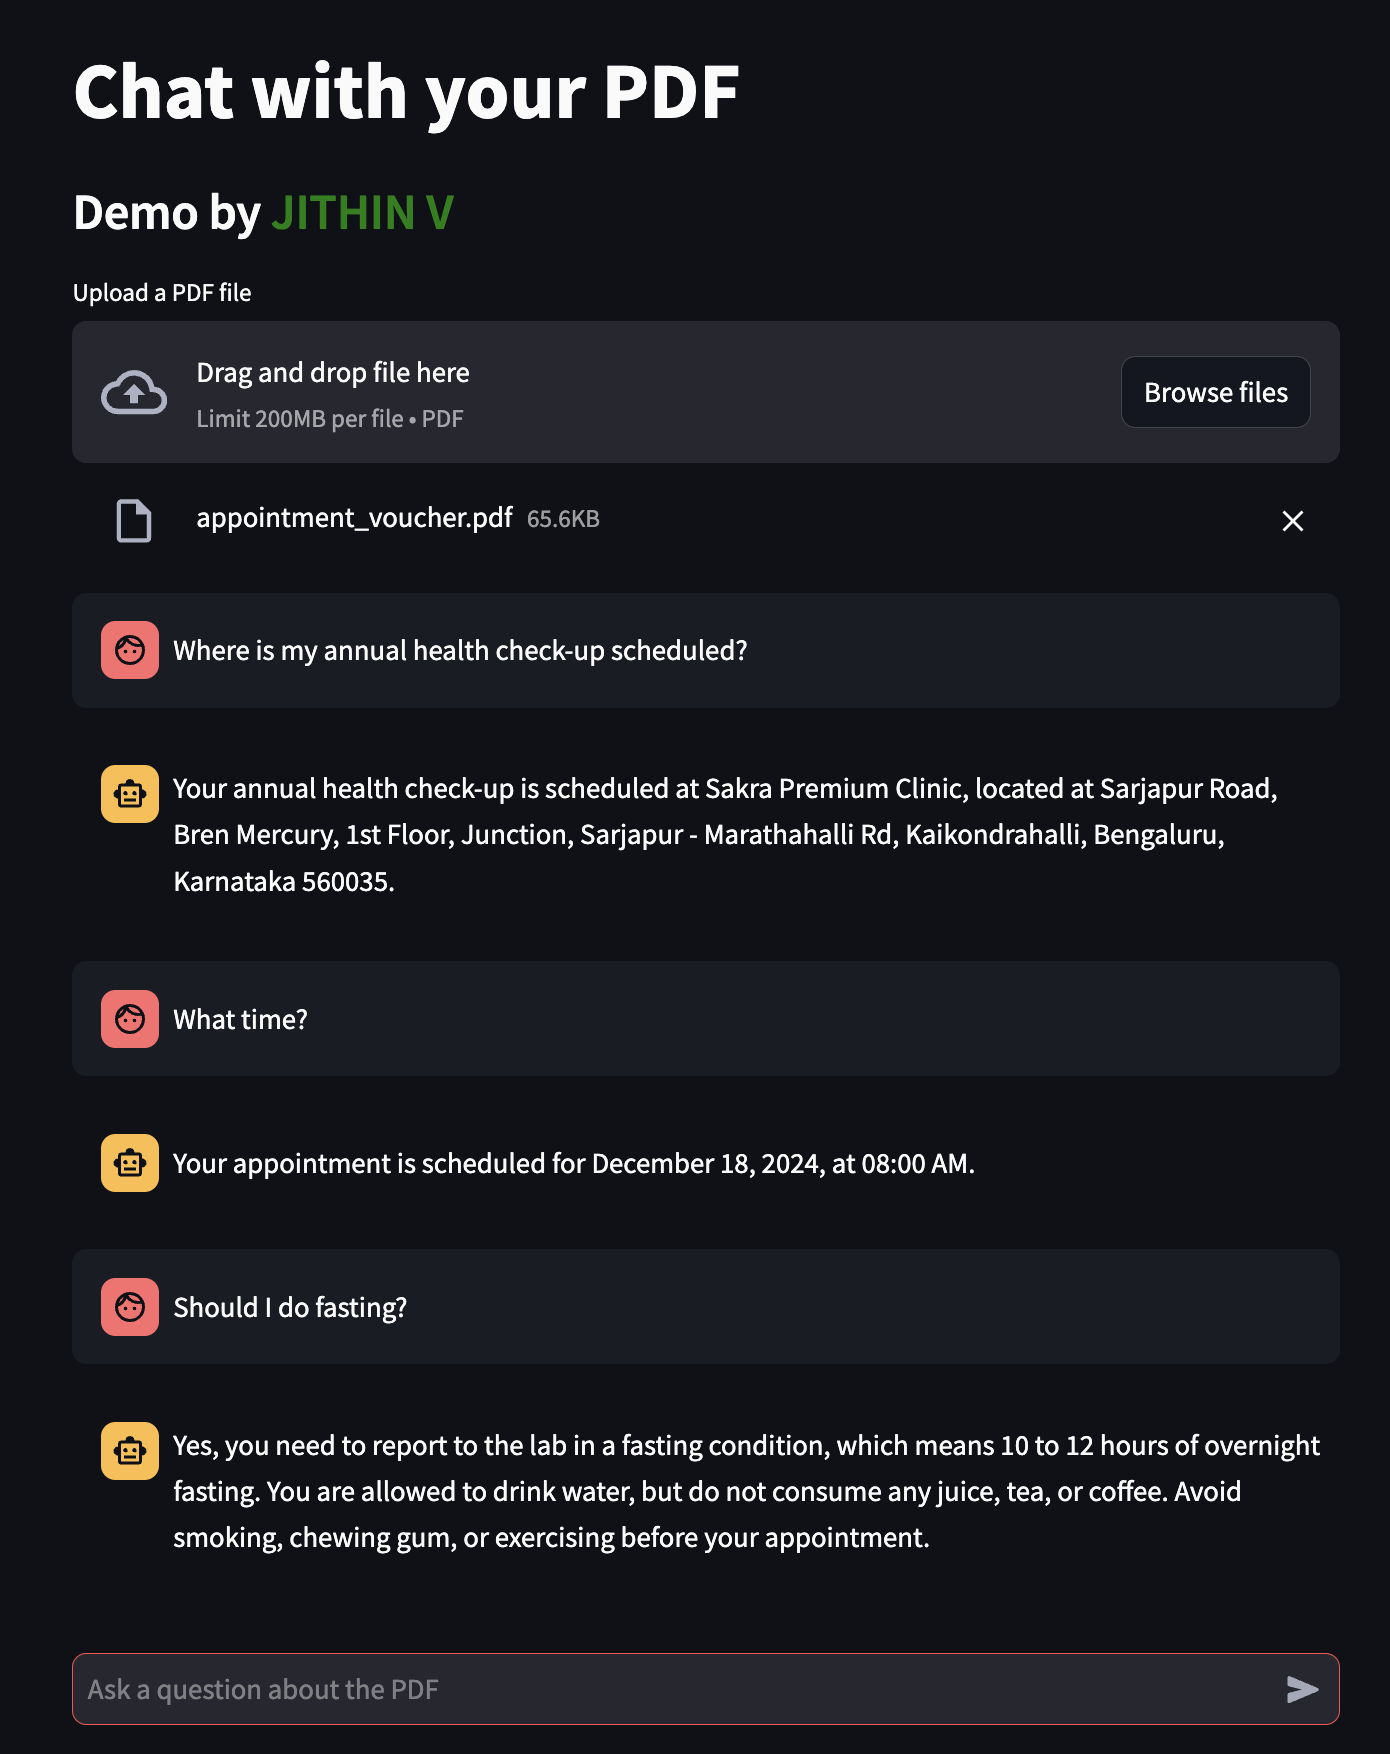 Chat with your PDF
Demo by JITHIN V
Upload a PDF file
Drag and drop file here
Limit 200MB per file • PDF
Browse files
appointment_voucher.pdf 65.6KB
Where is my annual health check-up scheduled?
Your annual health check-up is scheduled at Sakra Premium Clinic, located at Sarjapur Road,
Bren Mercury, 1st Floor, Junction, Sarjapur - Marathahalli Rd, Kaikondrahalli, Bengaluru,
Karnataka 560035.
What time?
Your appointment is scheduled for December 18, 2024, at 08:00 AM.
Should I do fasting?
Yes, you need to report to the lab in a fasting condition, which means 10 to 12 hours of overnight
fasting. You are allowed to drink water, but do not consume any juice, tea, or coffee. Avoid
smoking, chewing gum, or exercising before your appointment.
Ask a question about the PDF